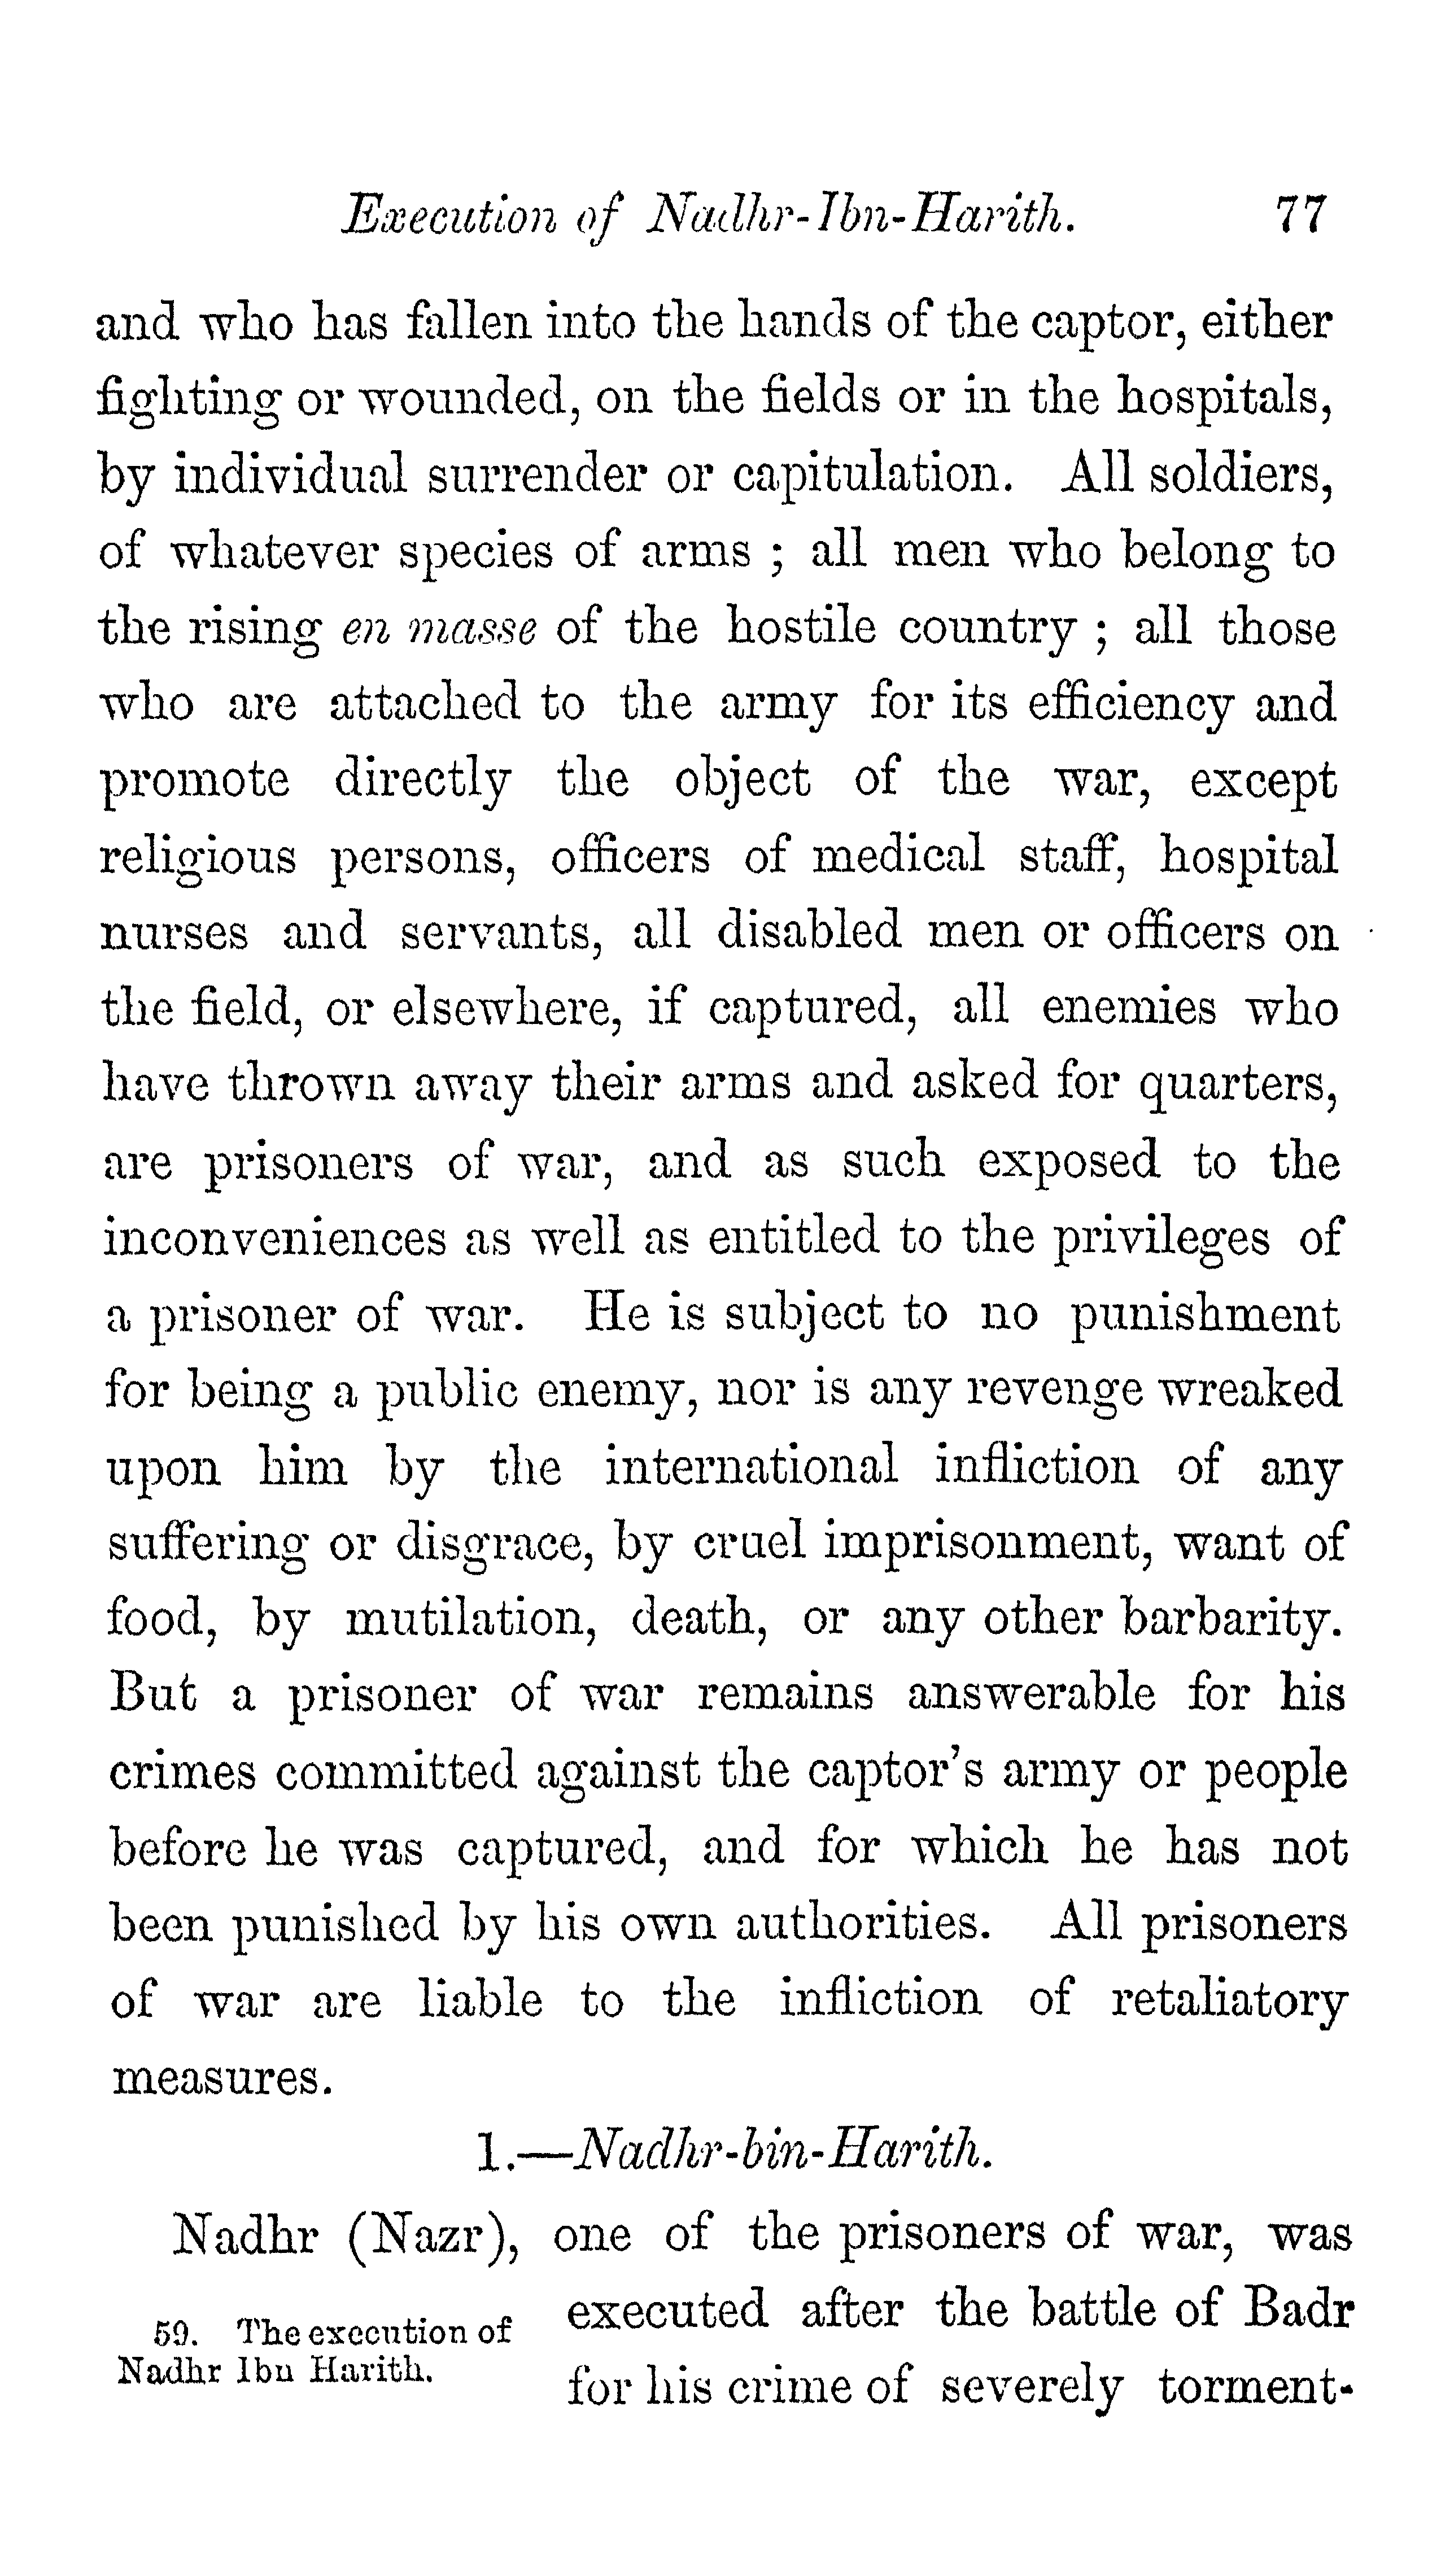 Execution of Nadhr-Ibn-Harith. 77
and who has fallen into the hands of the captor, either
fighting or wounded, on the fields or in the hospitals,
by individual surrender or capitulation. All soldiers,
of whatever species of arms ; all men who belong to
the rising en masse of the hostile country ; all those
who are attached to the army for its efficiency and
promote directly the object of the war, except
religious persons, officers of medical staff, hospital
nurses and servants, all disabled men or officers on
the field, or elsewhere, if captured, all enemies who
have thrown away their arms and asked for quarters,
are prisoners of war, and as such exposed to the
inconveniences as well as entitled to the privileges of
a prisoner of war. He is subject to no punishment
for being a public enemy, nor is any revenge wreaked
upon him by the international infliction of any
suffering or disgrace, by cruel imprisonment, want of
food, by mutilation, death, or any other barbarity.
But a prisoner of war remains answerable for his
crimes committed against the captor's army or people
before he was captured, and for which he has not
been punished by his own authorities. All prisoners
of war are liable to the infliction of retaliatory
measures.
1.—Nadhr-bin-Harith.
Nadhr (Nazr), one of the prisoners of war, was
59. The execution of
Nadhr Ibn Harith.
executed after the battle of Badr
for his crime of severely torment-